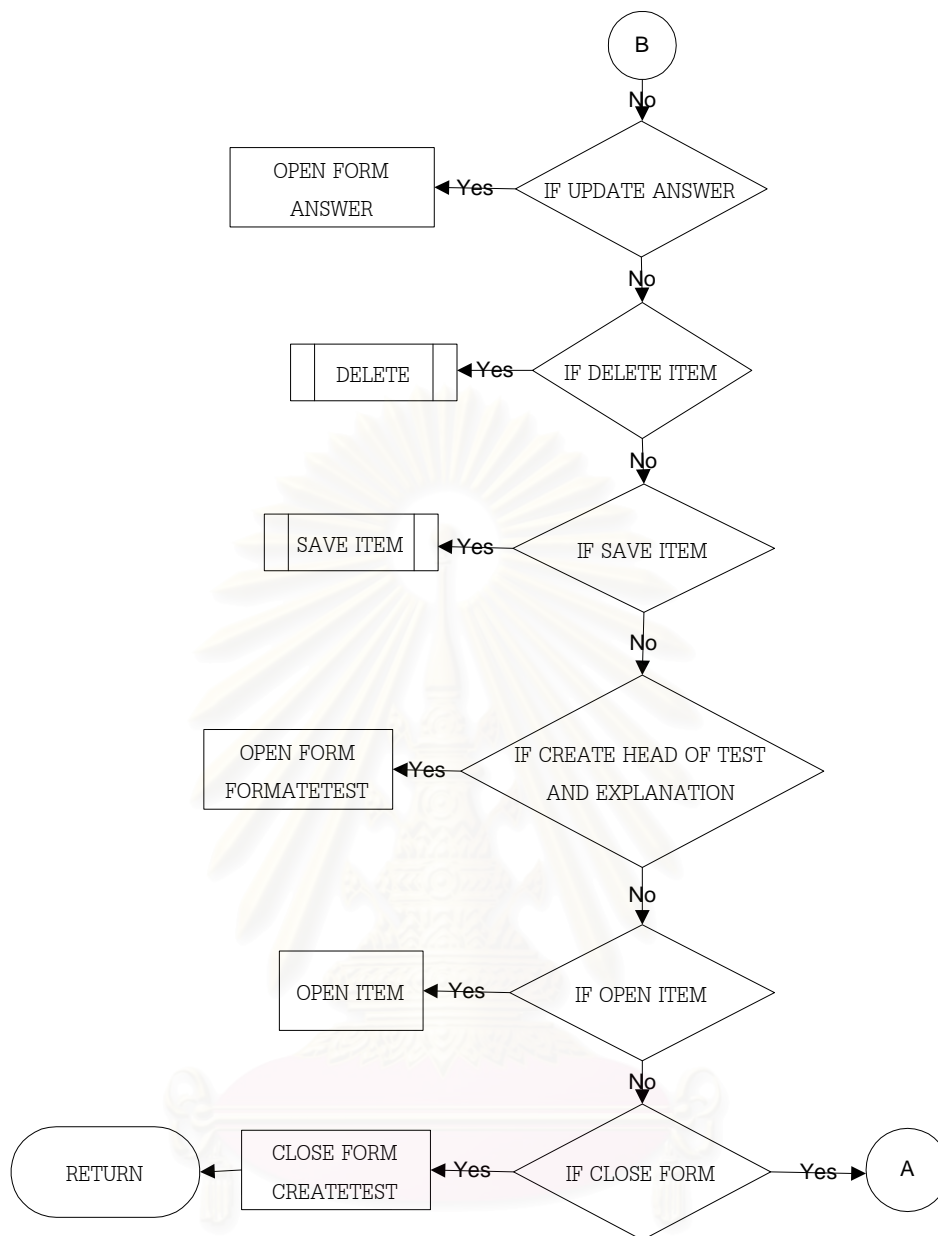 B
No
OPEN FORM
ANSWER
Yes
IF UPDATE ANSWER
No
DELETE
Yes
IF DELETE ITEM
No
SAVE ITEM
Yes
IF SAVE ITEM
No
OPEN FORM
FORMATETEST
Yes
IF CREATE HEAD OF TEST
AND EXPLANATION
No
OPEN ITEM
Yes
IF OPEN ITEM
No
RETURN
CLOSE FORM
CREATETEST
Yes
IF CLOSE FORM
Yes
A